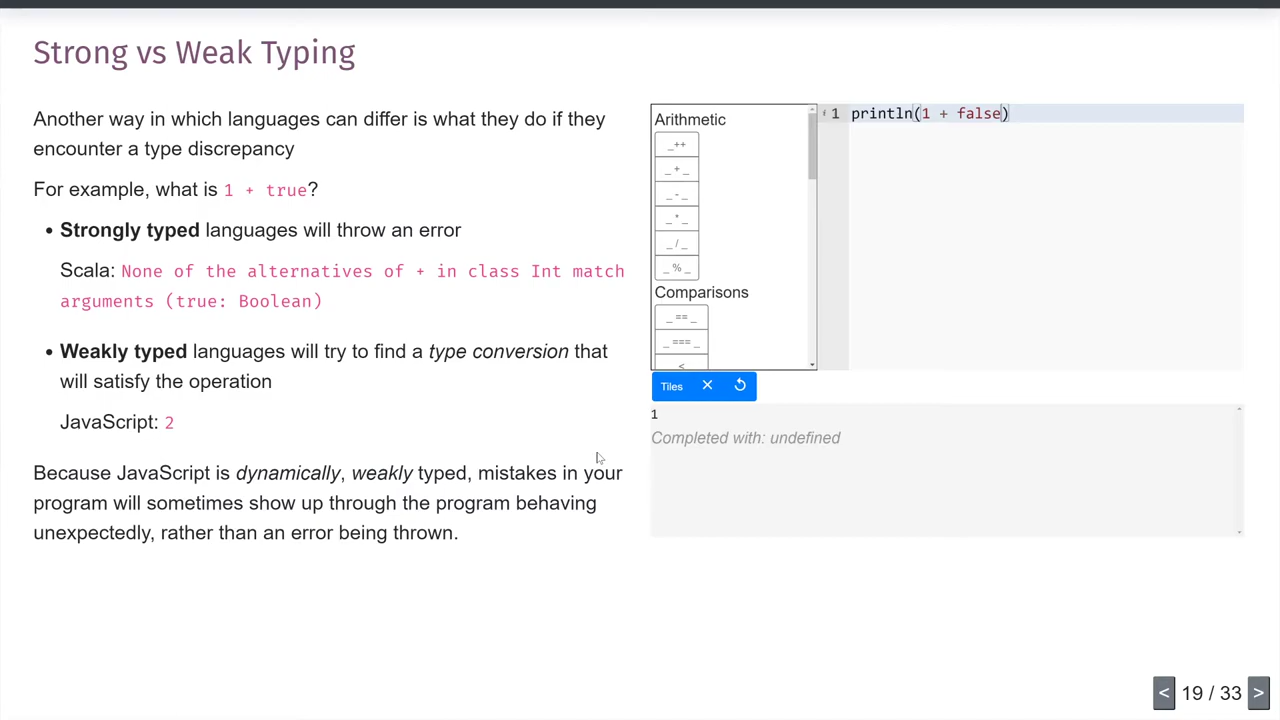 Strong vs Weak Typing
Another way in which languages can differ is what they do if they
encounter a type discrepancy
For example, what is 1 + true?
• Strongly typed languages will throw an error
Scala: None of the alternatives of + in class Int match
arguments (true: Boolean)
• Weakly typed languages will try to find a type conversion that
will satisfy the operation
JavaScript: 2
Because JavaScript is dynamically, weakly typed, mistakes in your
program will sometimes show up through the program behaving
unexpectedly, rather than an error being thrown.
Arithmetic
_++
_ + _
_ - _
_ * _
_ / _
_ % _
Comparisons
_ == _
_ === _
<
i 1 println(1 + false)
Tiles
1
Completed with: undefined
< 19 / 33 >